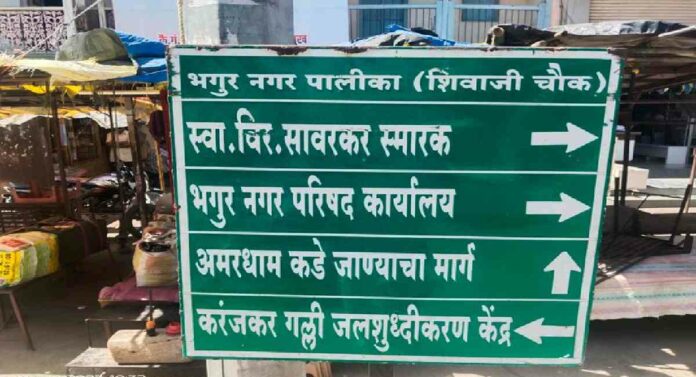 भगुर नगर पालीका (शिवाजी चौक)
स्वा.विर.सावरकर स्मारक
भगुर नगर परिषद कार्यालय
अमरधाम कडे जाण्याचा मार्ग
करंजकर गल्ली जलशुध्दीकरण केंद्र